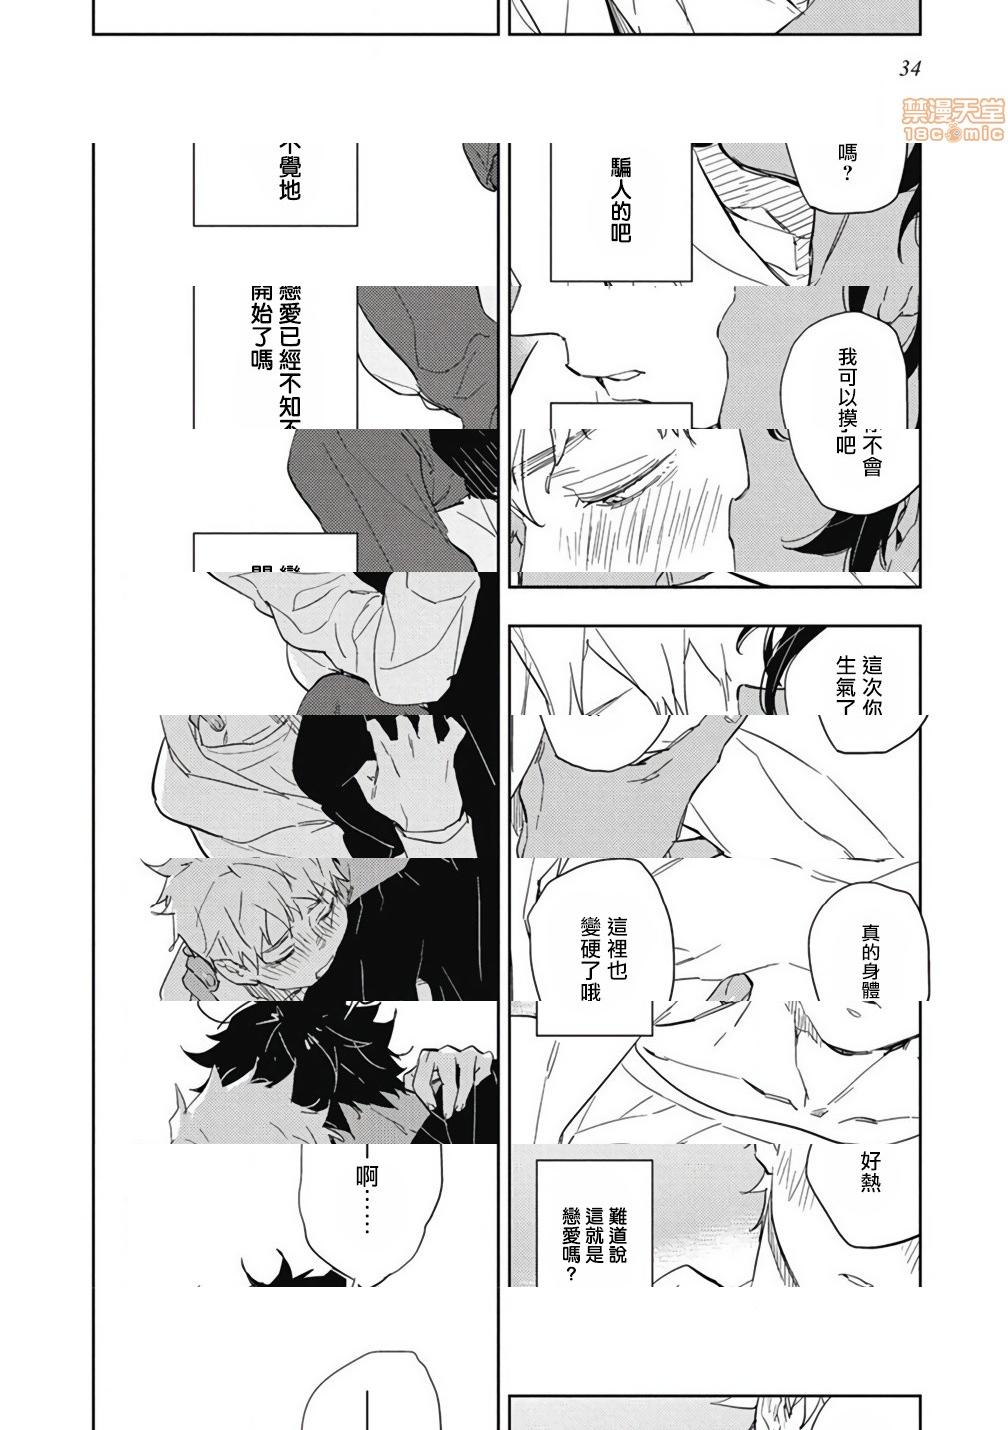 34
禁漫天堂
18comic
嗎?
騙人的吧
不覺地
我可以摸
吧
不會
戀愛已經不知不
開始了嗎
這次你
生氣了
真的身體
這裡也
變硬了哦
好熱
難道說
這就是
戀愛嗎?
啊……